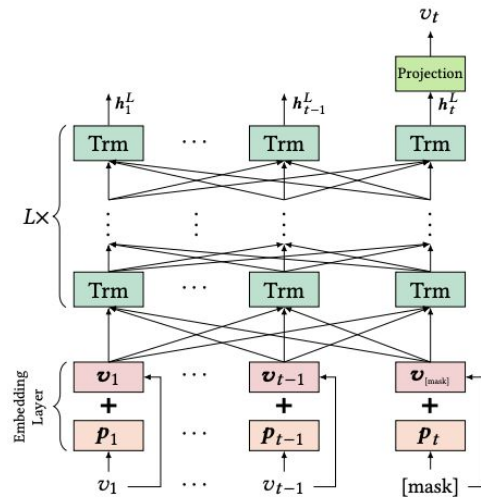 v_t
Projection
h_1^L h_{t-1}^L h_t^L
Trm ··· Trm Trm
L×
Trm ··· Trm Trm
Embedding
Layer
v_1 ··· v_{t-1} v_{[mask]}
+ + +
p_1 ··· p_{t-1} p_t
v_1 ··· v_{t-1} [mask]